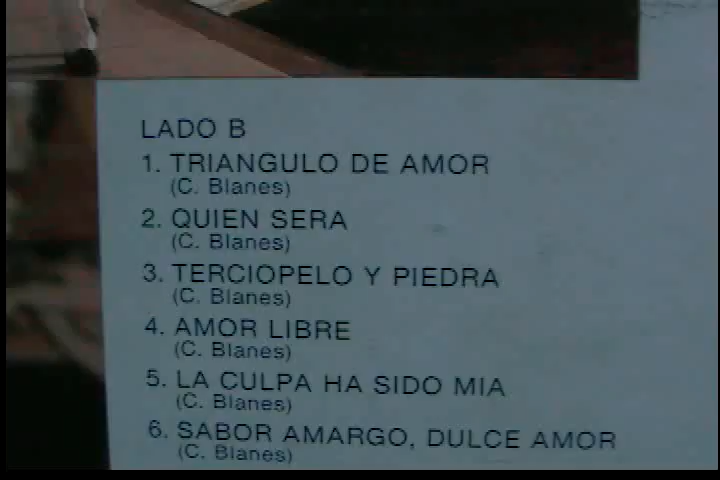 LADO B
1. TRIANGULO DE AMOR
(C. Blanes)
2. QUIEN SERA
(C. Blanes)
3. TERCIOPELO Y PIEDRA
(C. Blanes)
4. AMOR LIBRE
(C. Blanes)
5. LA CULPA HA SIDO MIA
(C. Blanes)
6. SABOR AMARGO, DULCE AMOR
(C. Blanes)